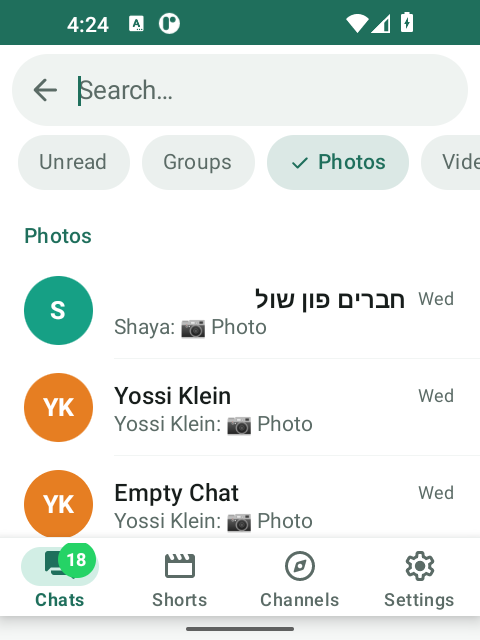 4:24
A
Search…
Unread
Groups
Photos
Vide
Photos
S
חברים פון שול
Wed
Shaya: 📷 Photo
YK
Yossi Klein
Wed
Yossi Klein: 📷 Photo
YK
Empty Chat
Wed
Yossi Klein: 📷 Photo
18
Chats
Shorts
Channels
Settings